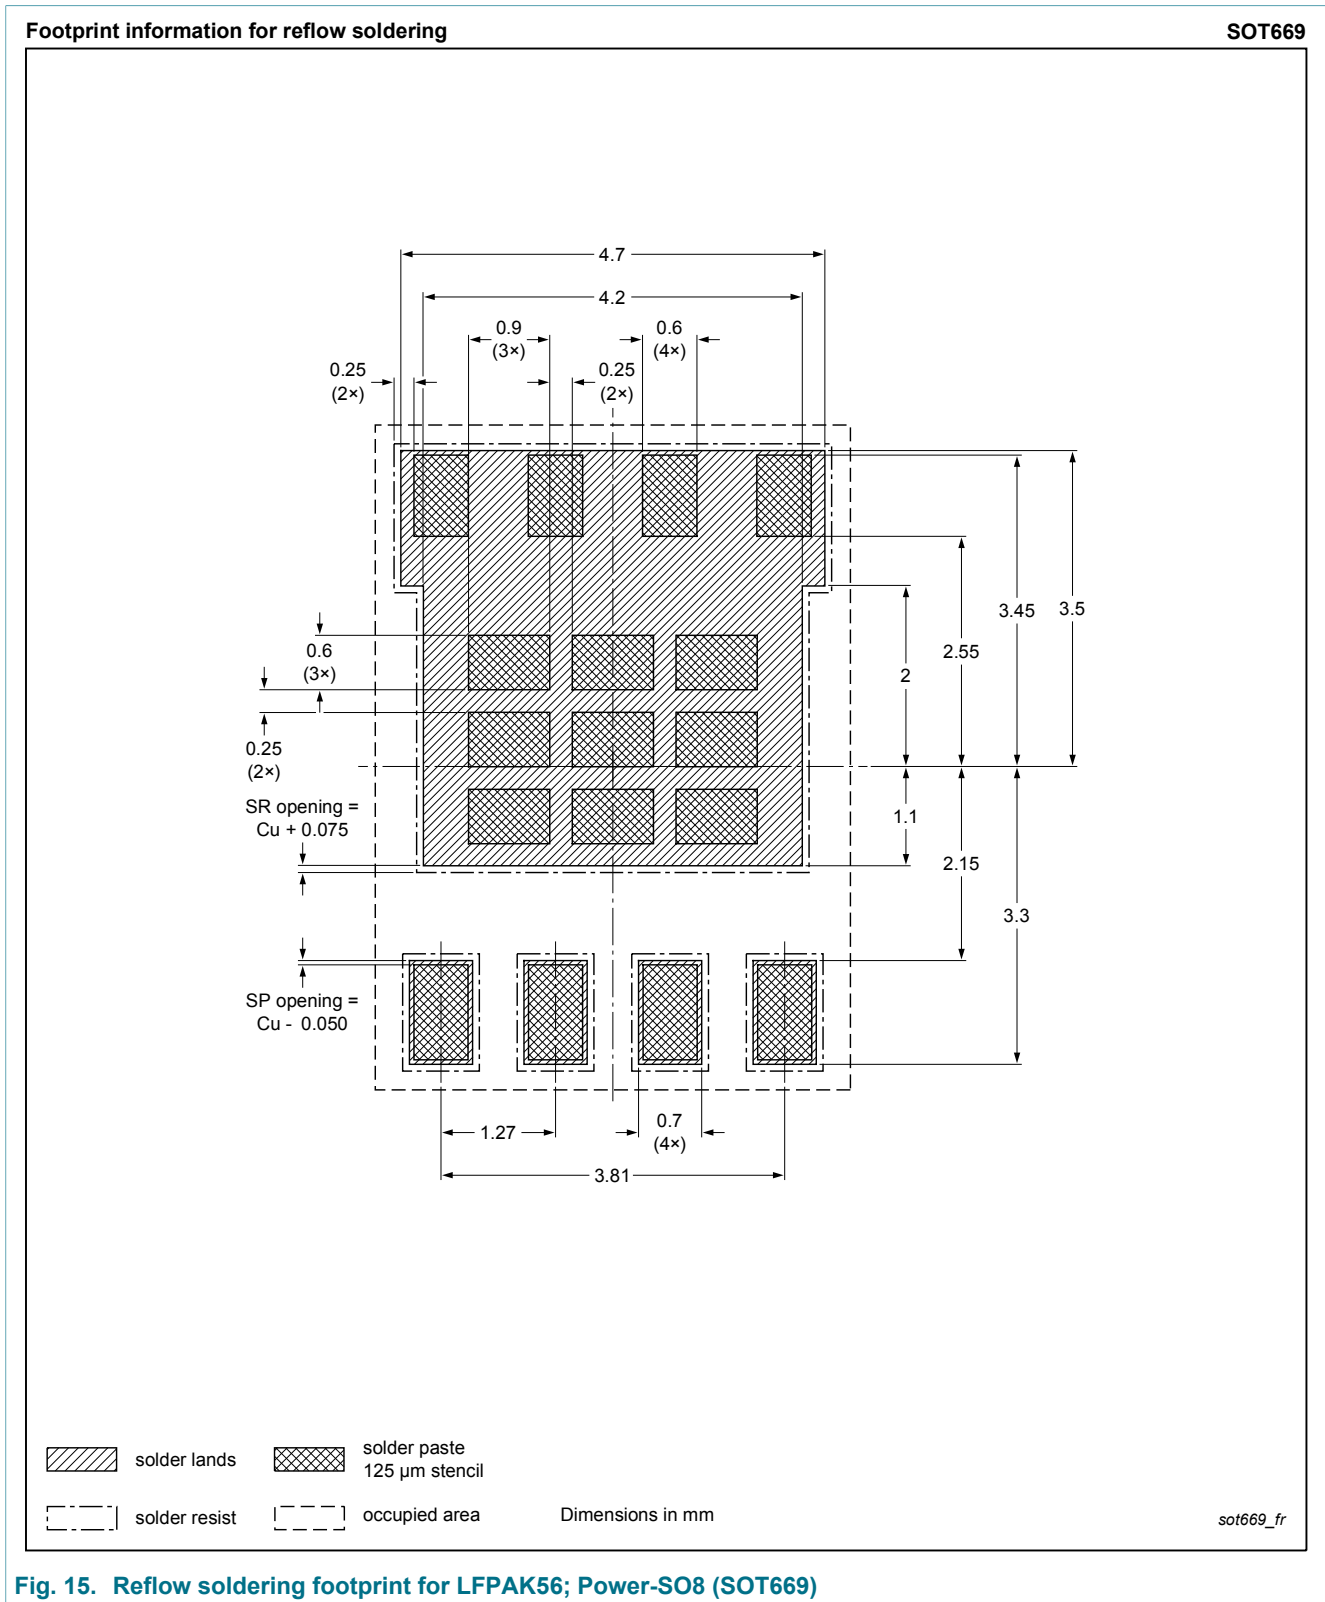 Footprint information for reflow soldering
SOT669
4.7
4.2
0.9
(3×)
0.6
(4×)
0.25
(2×)
0.25
(2×)
3.45
3.5
2.55
2
0.6
(3×)
0.25
(2×)
SR opening =
Cu + 0.075
1.1
2.15
3.3
SP opening =
Cu - 0.050
1.27
0.7
(4×)
3.81
solder lands
solder paste
125 µm stencil
solder resist
occupied area
Dimensions in mm
sot669_fr
Fig. 15. Reflow soldering footprint for LFPAK56; Power-SO8 (SOT669)